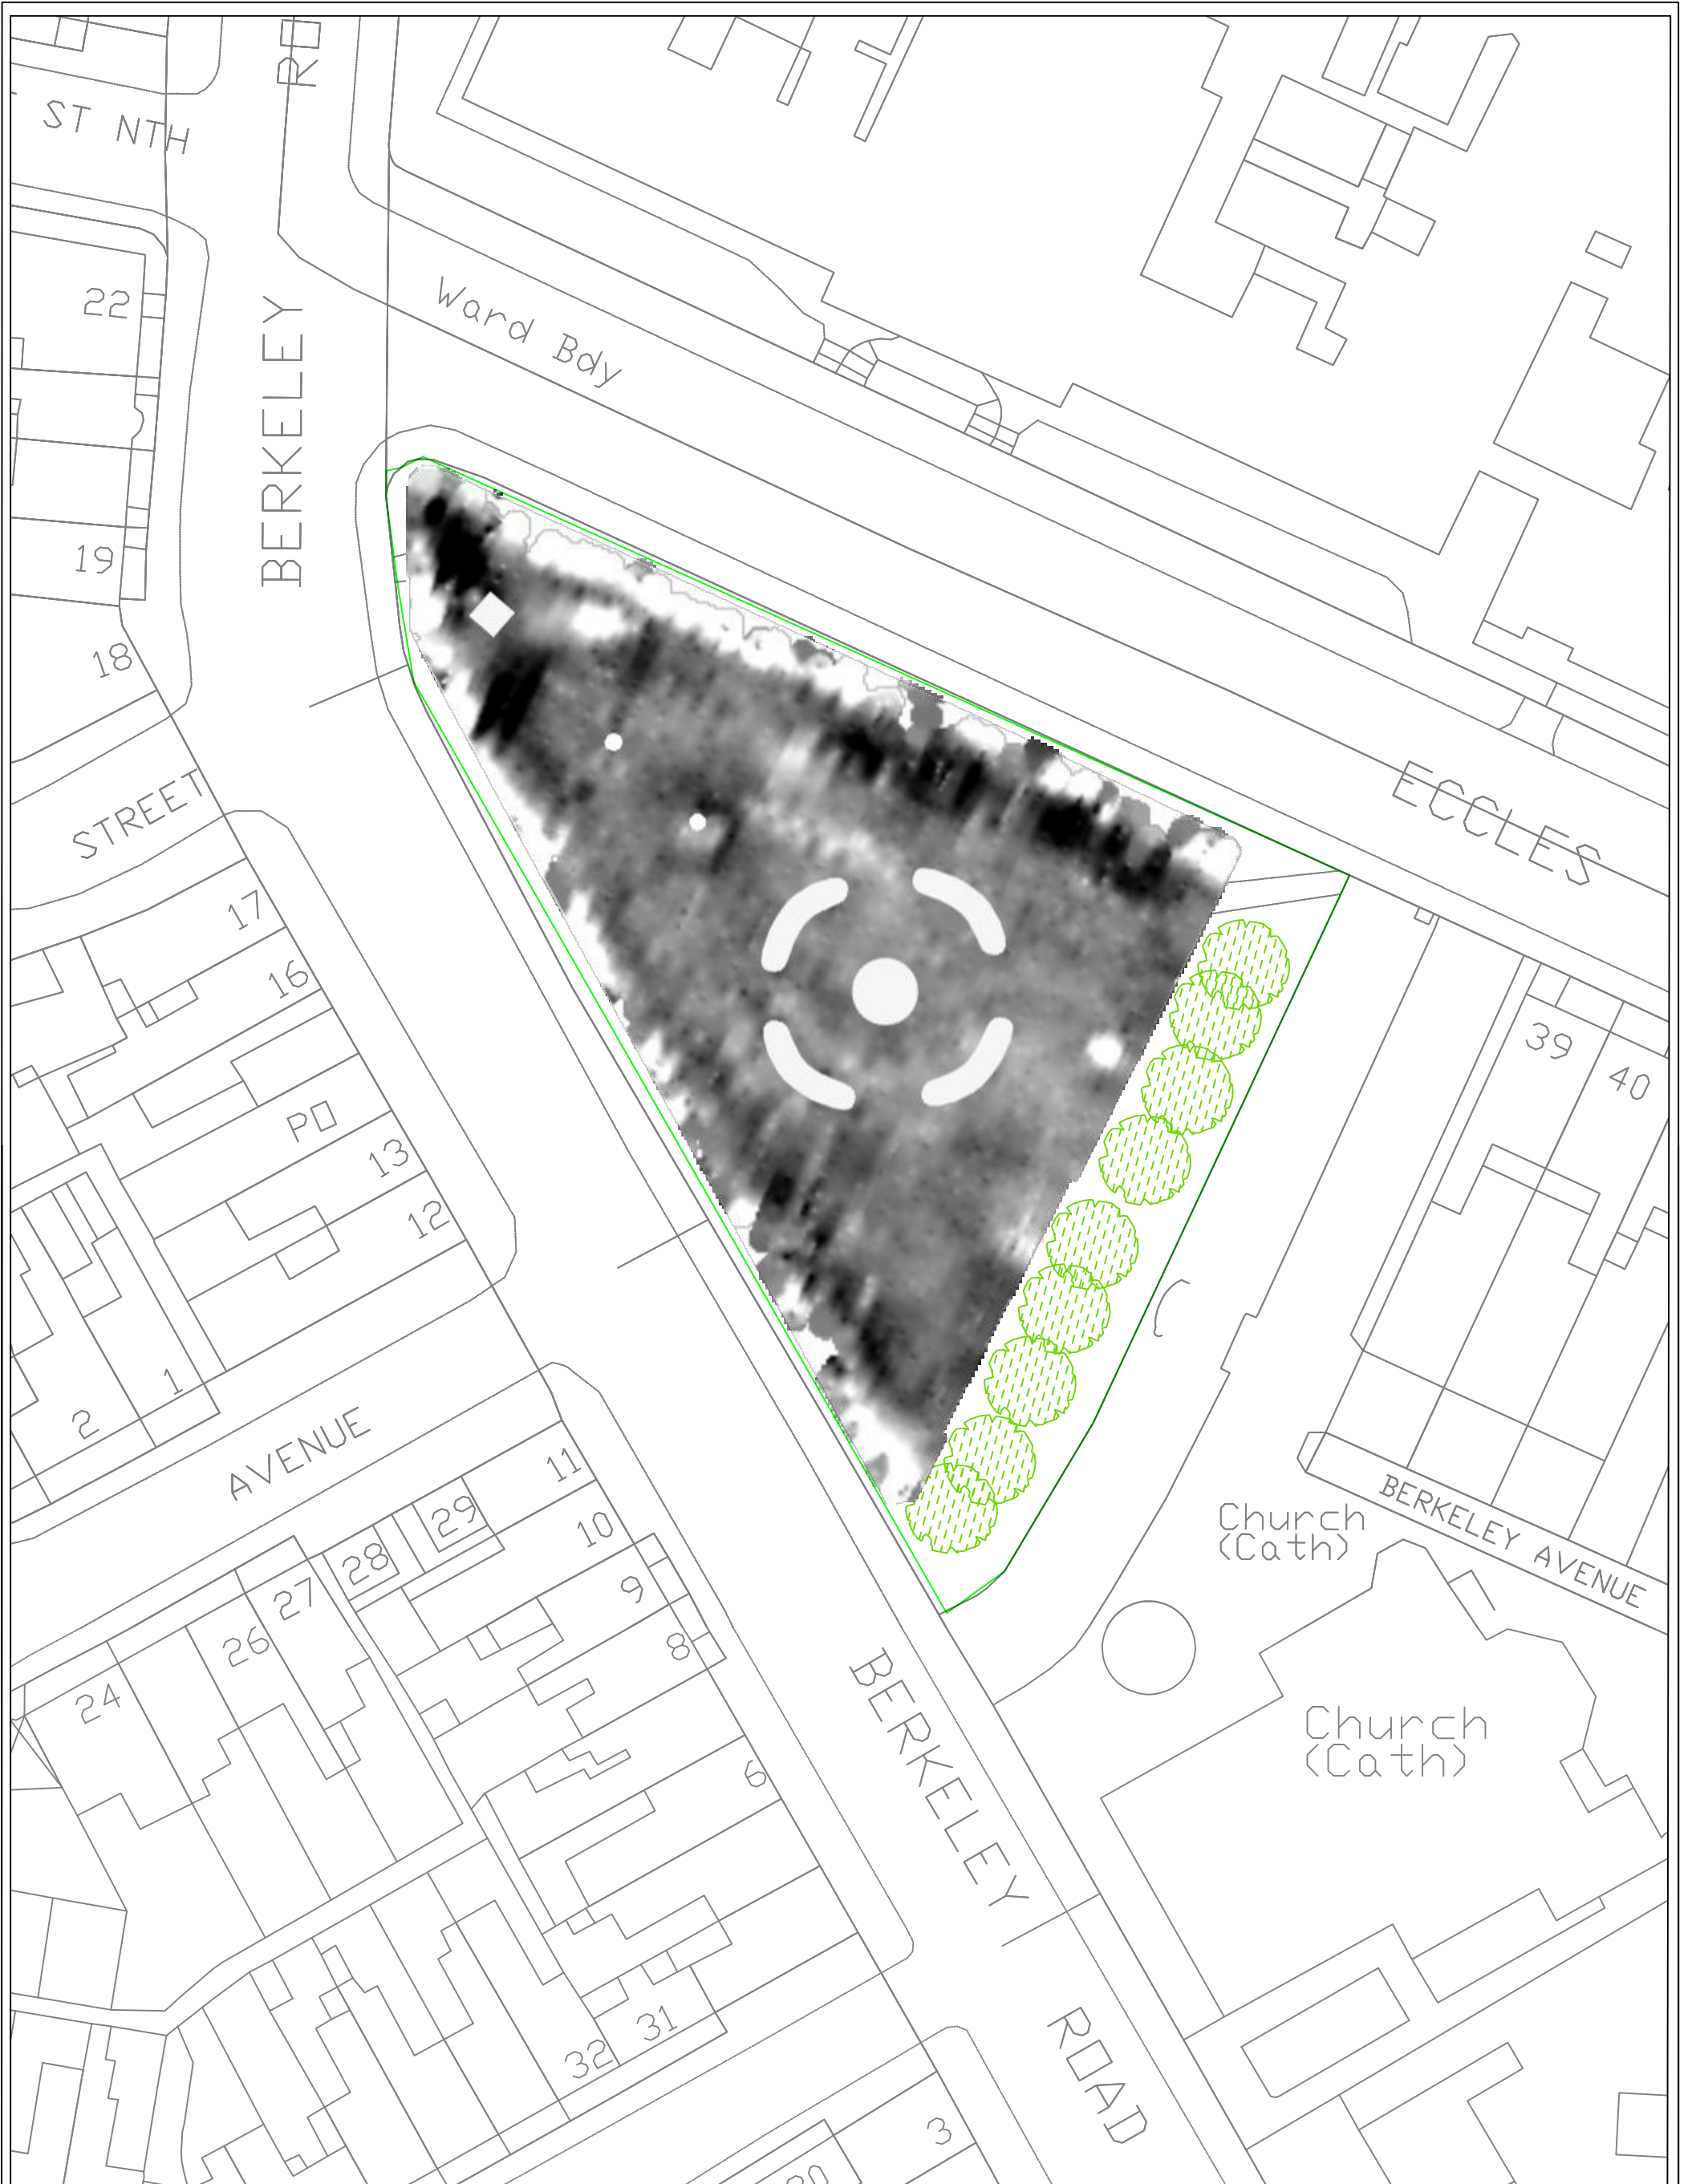 RD
ST NTH
22
Ward Bdy
BERKELEY
19
18
ECCLES
STREET
17
16
39
40
PO
13
12
1
2
AVENUE
11
29
10
28
27
9
26
8
24
6
BERKELEY AVENUE
Church
(Cath)
Church
(Cath)
BERKELEY
ROAD
31
32
3